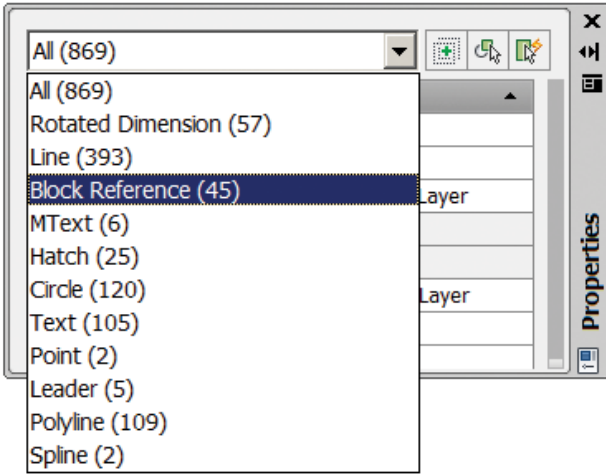 All (869)
All (869)
Rotated Dimension (57)
Line (393)
Block Reference (45)
Layer
MText (6)
Hatch (25)
Circle (120)
Layer
Text (105)
Point (2)
Leader (5)
Polyline (109)
Spline (2)
Properties